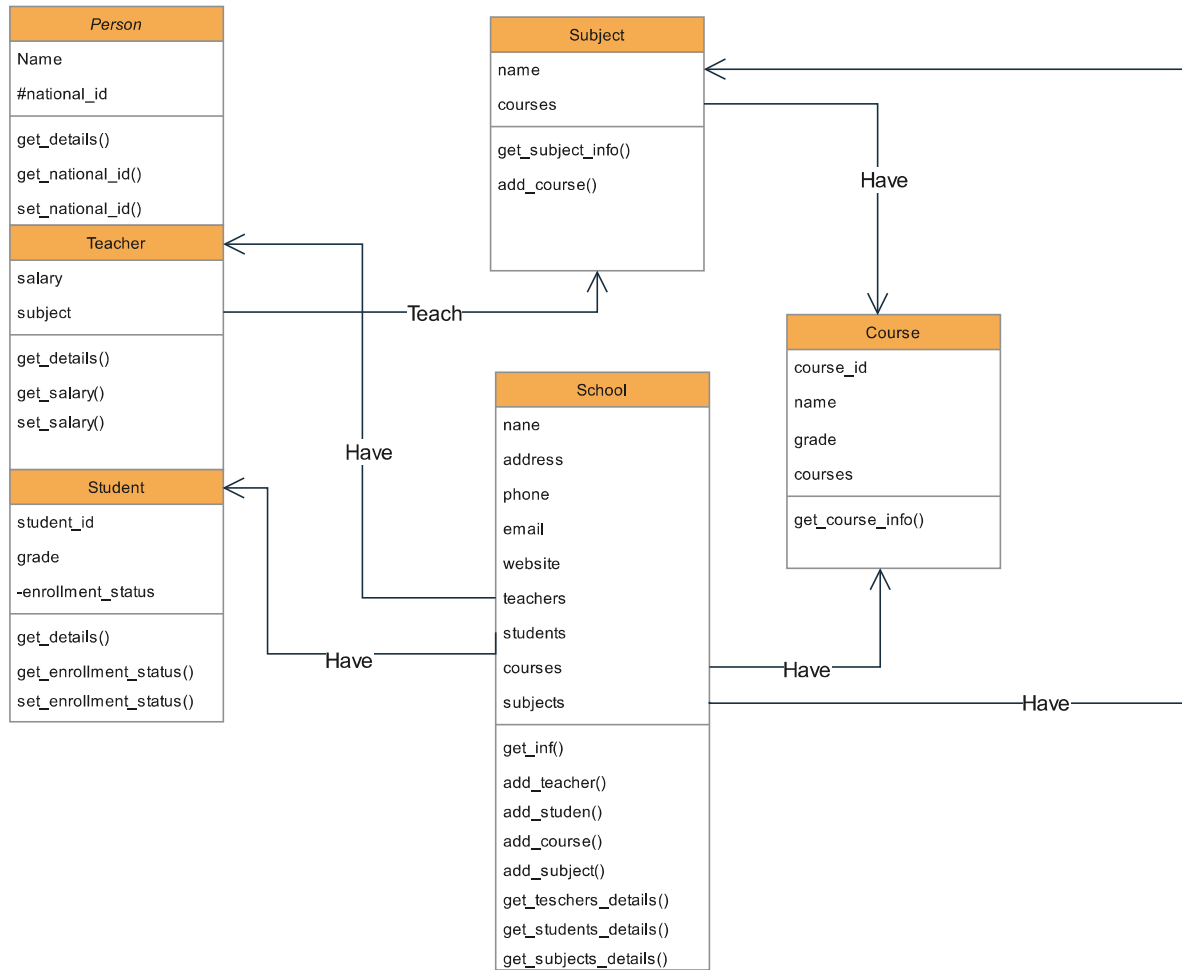 Person
Name
#national_id
get_details()
get_national_id()
set_national_id()
Teacher
salary
subject
get_details()
get_salary()
set_salary()
Student
student_id
grade
-enrollment_status
get_details()
get_enrollment_status()
set_enrollment_status()
Subject
name
courses
get_subject_info()
add_course()
Have
Teach
Have
Have
Course
course_id
name
grade
courses
get_course_info()
School
nane
address
phone
email
website
teachers
students
courses
subjects
get_inf()
add_teacher()
add_studen()
add_course()
add_subject()
get_teschers_details()
get_students_details()
get_subjects_details()
Have
Have